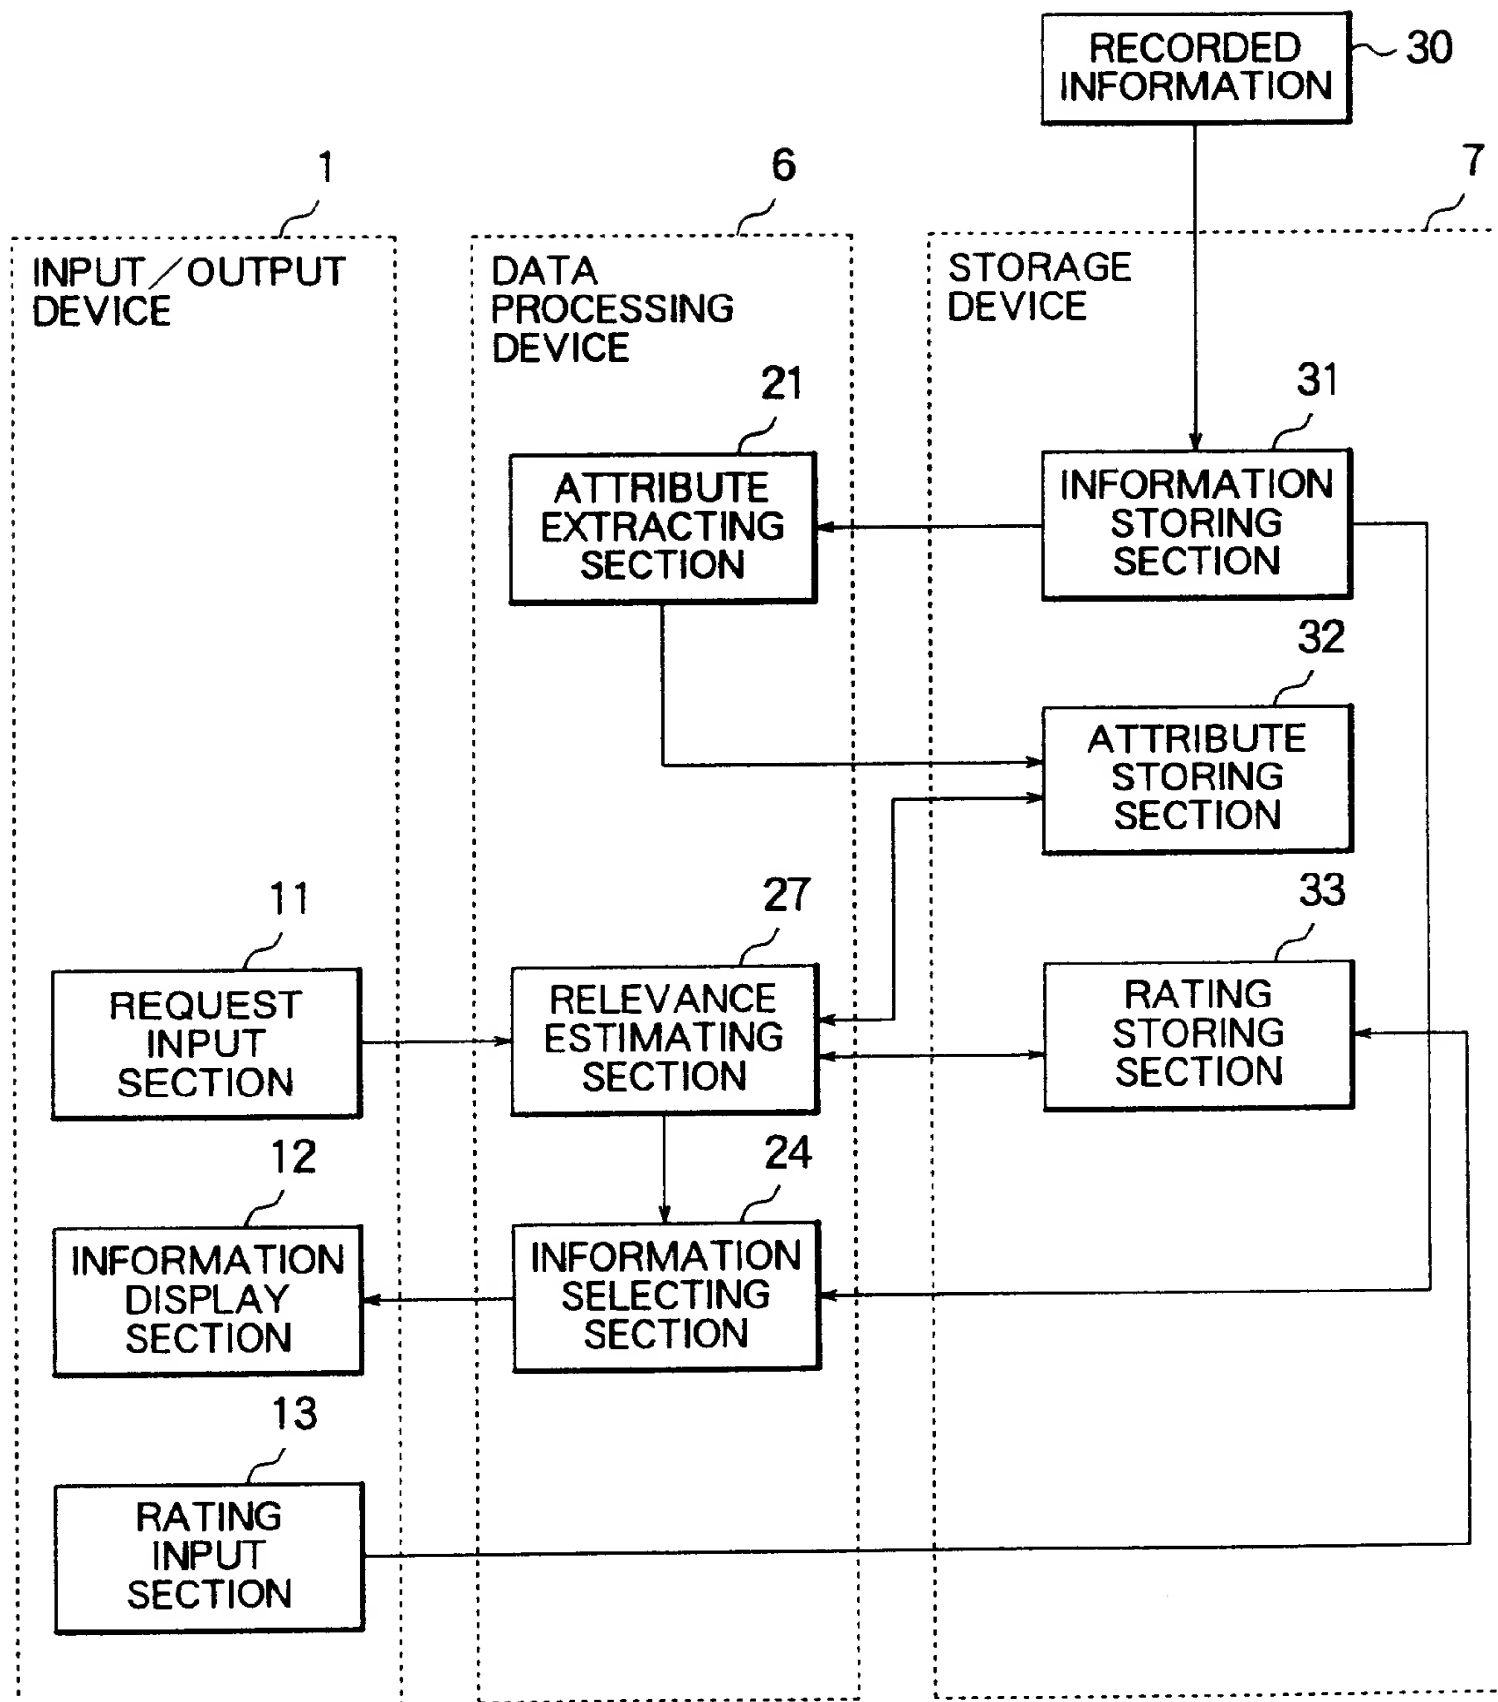 RECORDED
INFORMATION
30
1
6
7
INPUT/OUTPUT
DEVICE
DATA
PROCESSING
DEVICE
STORAGE
DEVICE
21
ATTRIBUTE
EXTRACTING
SECTION
31
INFORMATION
STORING
SECTION
32
ATTRIBUTE
STORING
SECTION
11
REQUEST
INPUT
SECTION
27
RELEVANCE
ESTIMATING
SECTION
33
RATING
STORING
SECTION
12
INFORMATION
DISPLAY
SECTION
24
INFORMATION
SELECTING
SECTION
13
RATING
INPUT
SECTION